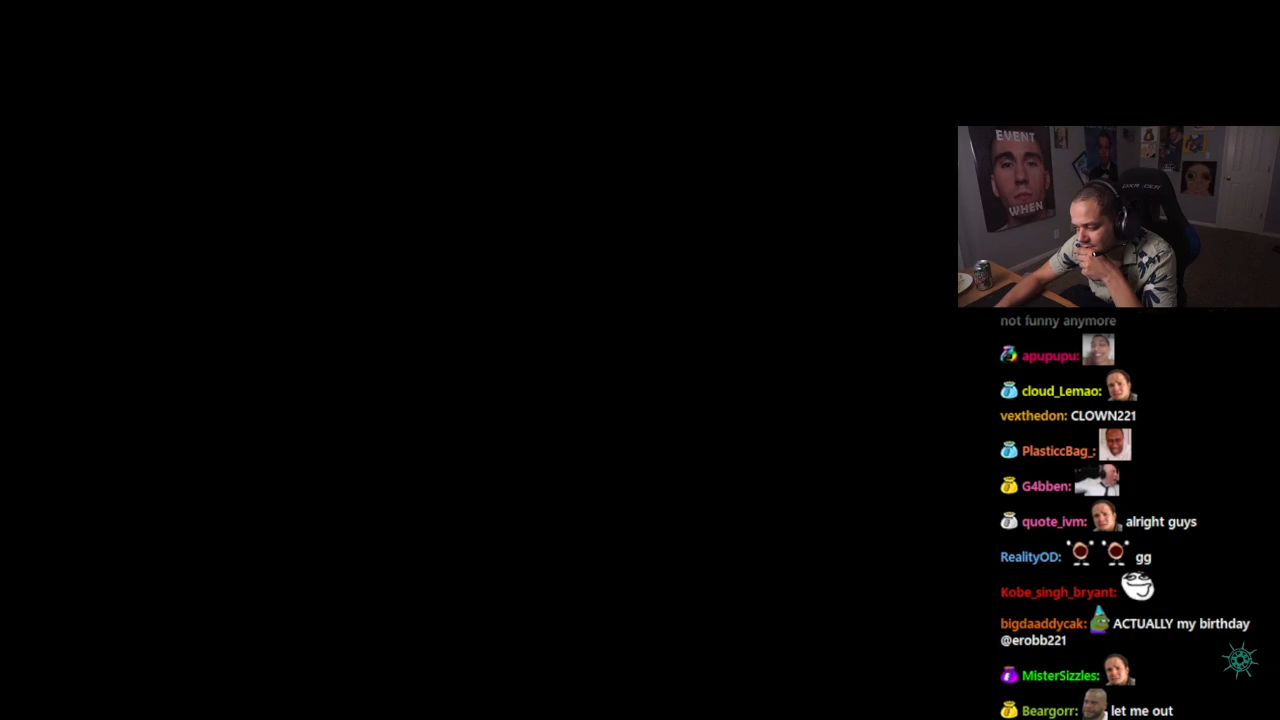 EVENT
WHEN
not funny anymore
apupupu:
cloud_Lemao:
vexthedon: CLOWN221
PlasticcBag_:
G4bben:
quote_ivm: alright guys
RealityOD: gg
Kobe_singh_bryant:
bigdaaddycak: ACTUALLY my birthday
@erobb221
MisterSizzles:
Beargorr: let me out